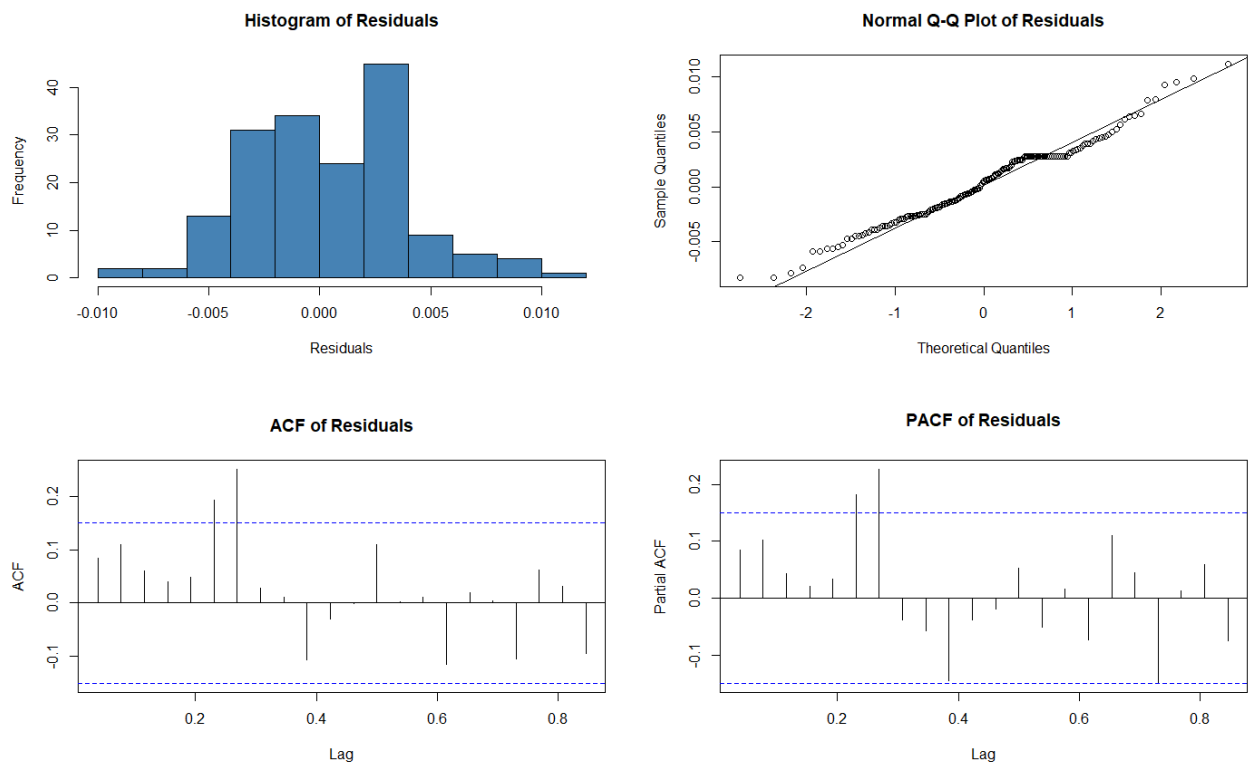 Histogram of Residuals
Frequency
0 10 20 30 40
-0.010 -0.005 0.000 0.005 0.010
Residuals
Normal Q-Q Plot of Residuals
Sample Quantiles
-0.005 0.000 0.005 0.010
-2 -1 0 1 2
Theoretical Quantiles
ACF of Residuals
ACF
-0.1 0.0 0.1 0.2
0.2 0.4 0.6 0.8
Lag
PACF of Residuals
Partial ACF
-0.1 0.0 0.1 0.2
0.2 0.4 0.6 0.8
Lag